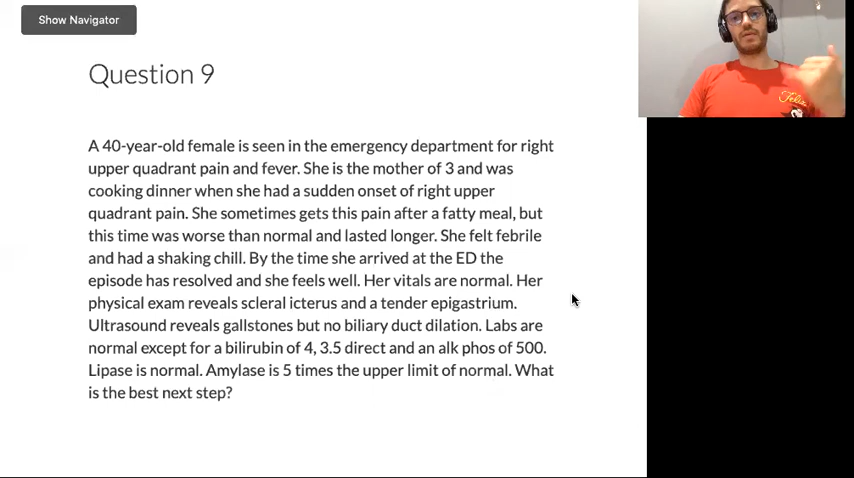 Show Navigator
Question 9
A 40-year-old female is seen in the emergency department for right
upper quadrant pain and fever. She is the mother of 3 and was
cooking dinner when she had a sudden onset of right upper
quadrant pain. She sometimes gets this pain after a fatty meal, but
this time was worse than normal and lasted longer. She felt febrile
and had a shaking chill. By the time she arrived at the ED the
episode has resolved and she feels well. Her vitals are normal. Her
physical exam reveals scleral icterus and a tender epigastrium.
Ultrasound reveals gallstones but no biliary duct dilation. Labs are
normal except for a bilirubin of 4, 3.5 direct and an alk phos of 500.
Lipase is normal. Amylase is 5 times the upper limit of normal. What
is the best next step?
Felix